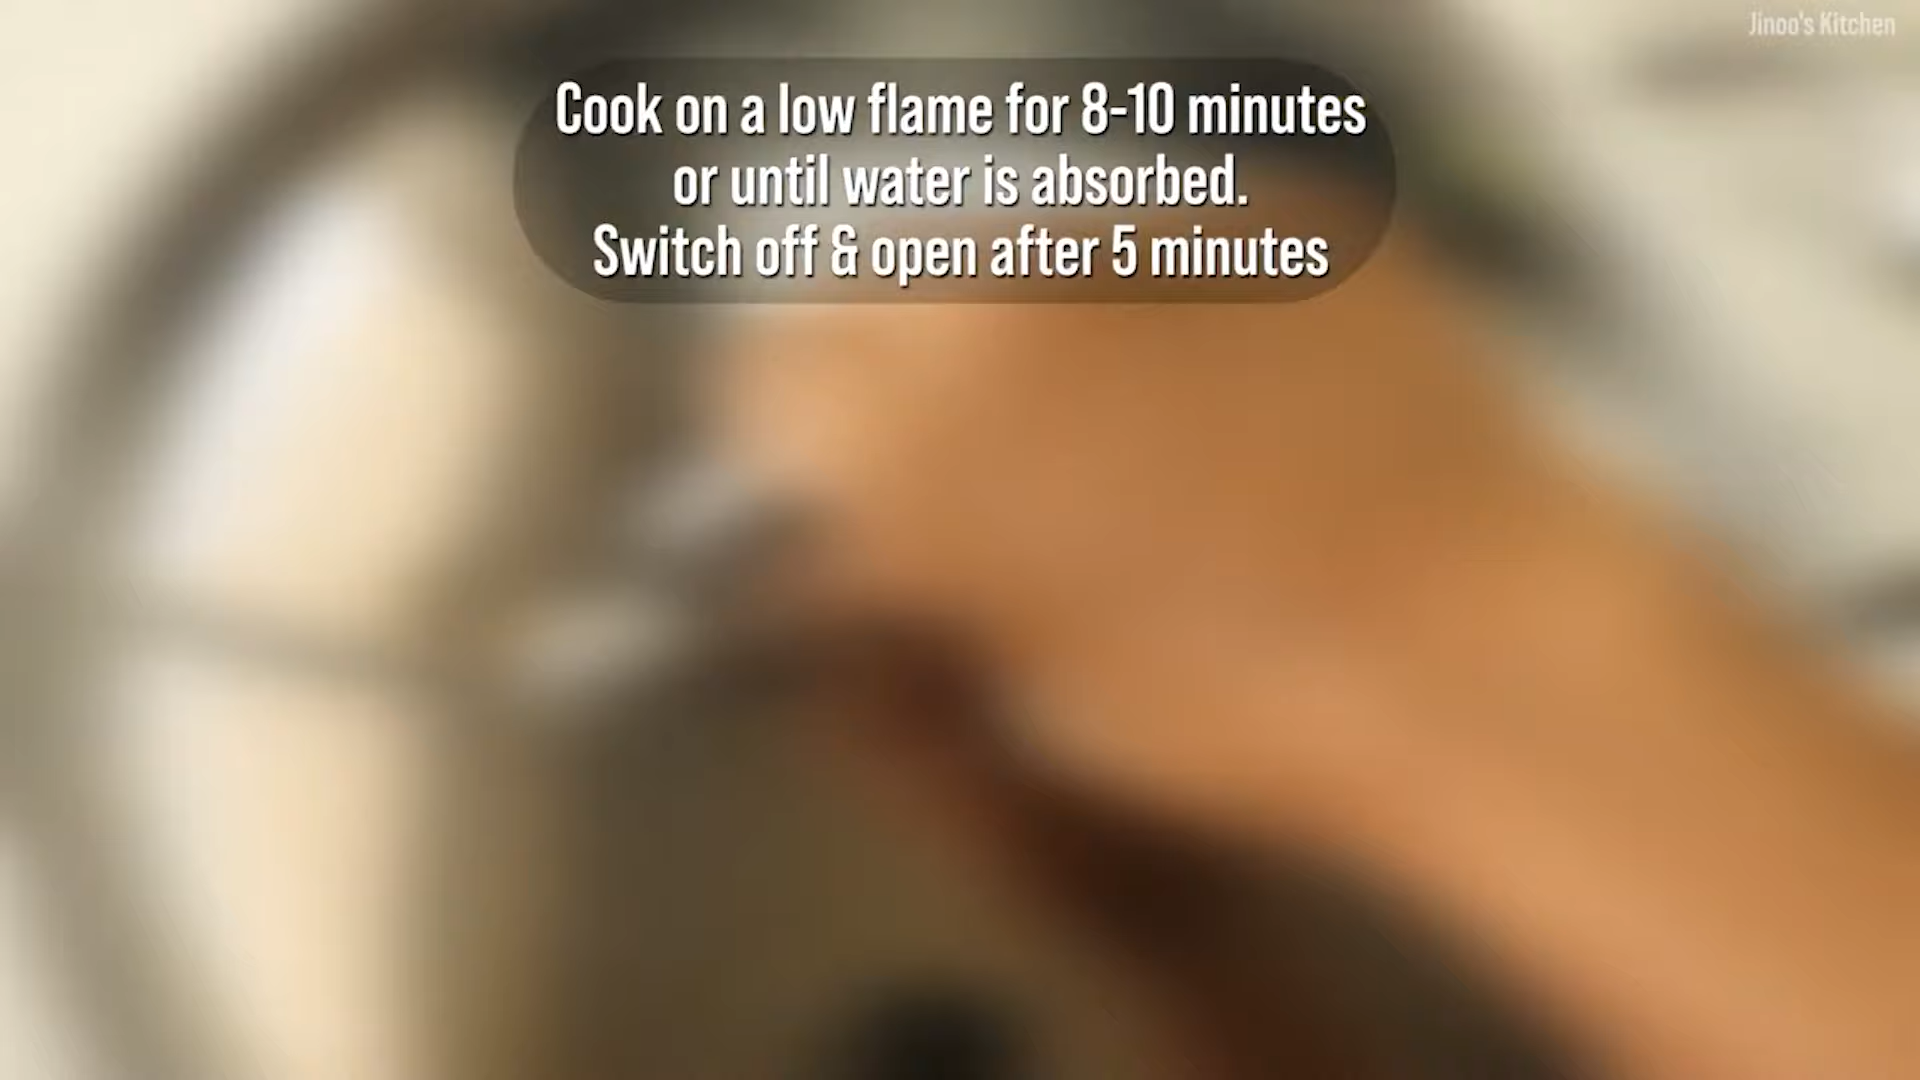 Jinoo's Kitchen
Cook on a low flame for 8-10 minutes
or until water is absorbed.
Switch off & open after 5 minutes